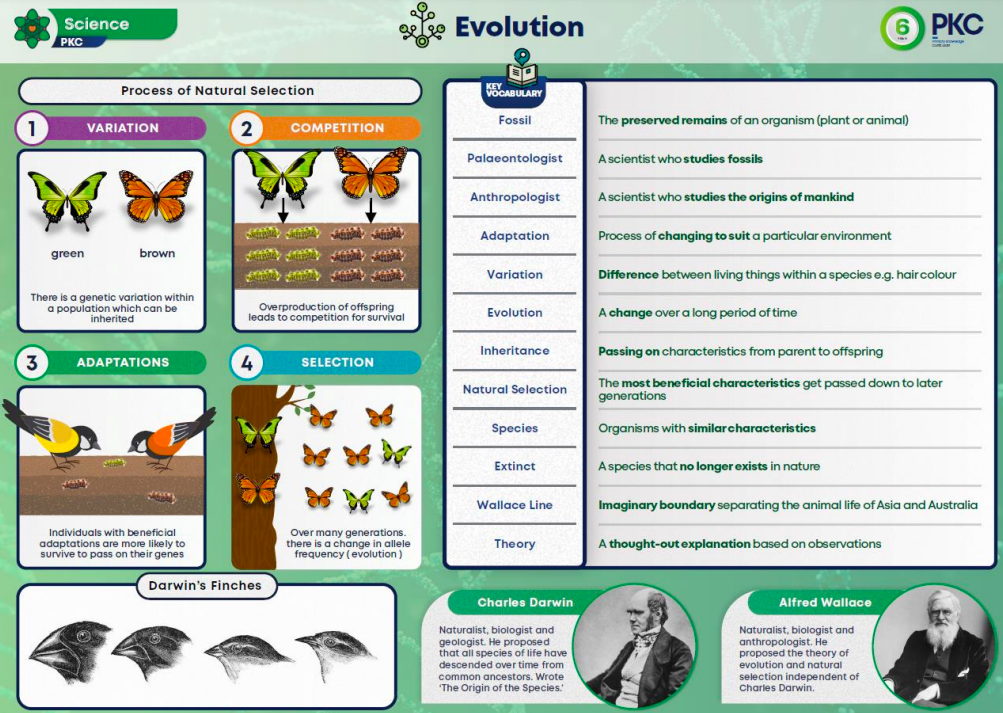 Science
PKC
Evolution
6
PKC
Process of Natural Selection
1 VARIATION
green
brown
There is a genetic variation within
a population which can be
inherited
2 COMPETITION
Overproduction of offspring
leads to competition for survival
3 ADAPTATIONS
Individuals with beneficial
adaptations are more likely to
survive to pass on their genes
4 SELECTION
Over many generations.
there is a change in allele
frequency ( evolution )
KEY
VOCABULARY
Fossil
The preserved remains of an organism (plant or animal)
Palaeontologist
A scientist who studies fossils
Anthropologist
A scientist who studies the origins of mankind
Adaptation
Process of changing to suit a particular environment
Variation
Difference between living things within a species e.g. hair colour
Evolution
A change over a long period of time
Inheritance
Passing on characteristics from parent to offspring
Natural Selection
The most beneficial characteristics get passed down to later
generations
Species
Organisms with similar characteristics
Extinct
A species that no longer exists in nature
Wallace Line
Imaginary boundary separating the animal life of Asia and Australia
Theory
A thought-out explanation based on observations
Darwin's Finches
Charles Darwin
Naturalist, biologist and
geologist. He proposed
that all species of life have
descended over time from
common ancestors. Wrote
'The Origin of the Species.'
Alfred Wallace
Naturalist, biologist and
anthropologist. He
proposed the theory of
evolution and natural
selection independent of
Charles Darwin.